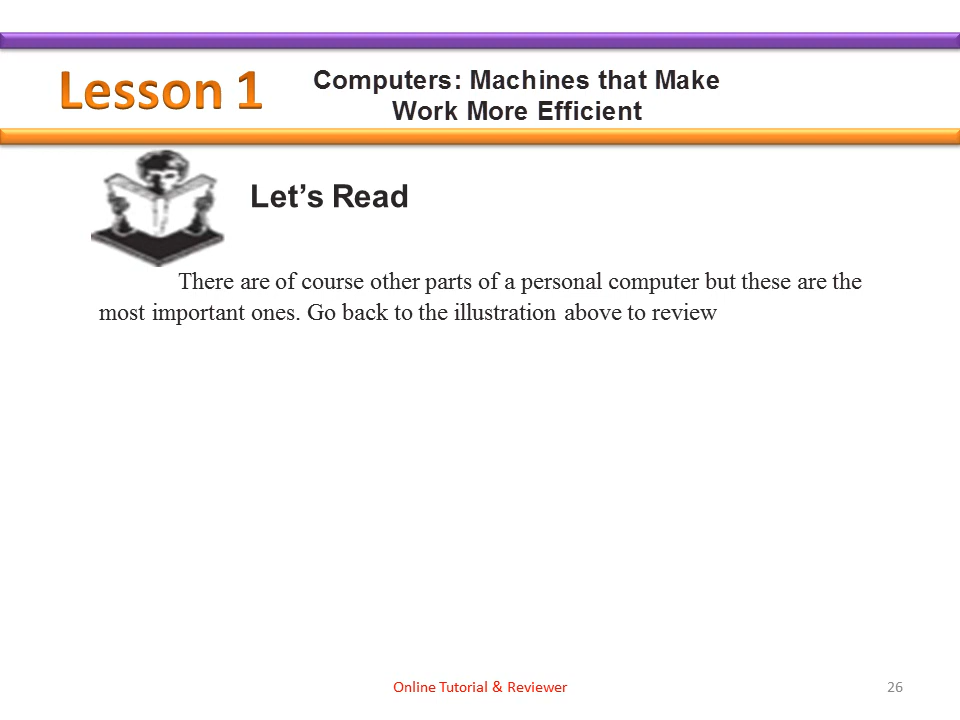 Lesson 1
Computers: Machines that Make
Work More Efficient
Let’s Read
There are of course other parts of a personal computer but these are the
most important ones. Go back to the illustration above to review
Online Tutorial & Reviewer
26